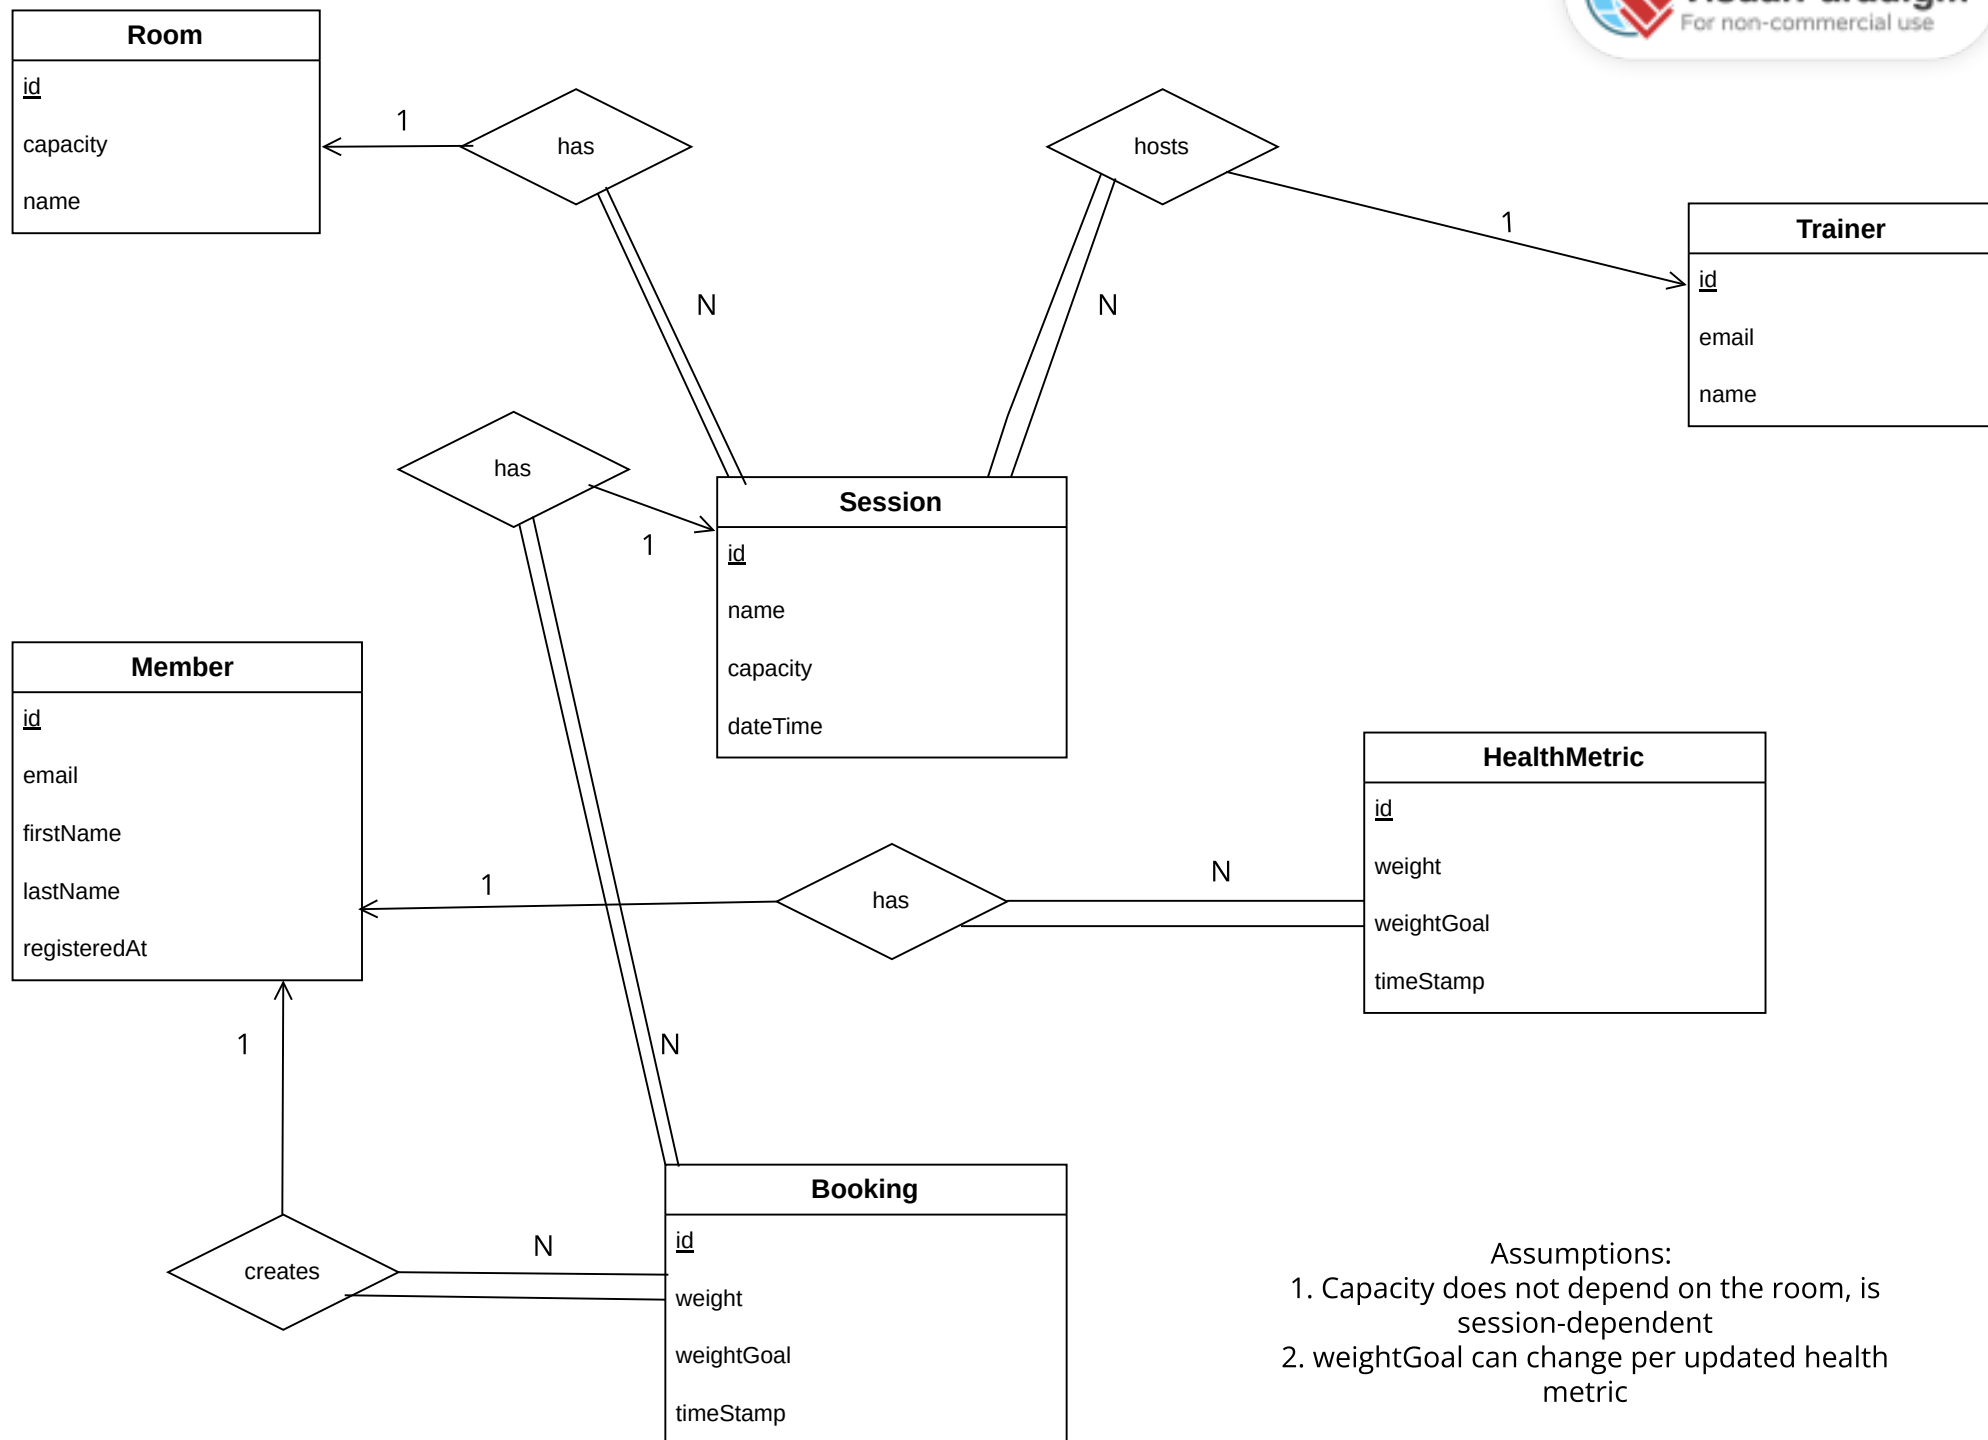 For non-commercial use
Room
id
capacity
name
1
has
N
hosts
1
N
Trainer
id
email
name
has
1
Session
id
name
capacity
dateTime
Member
id
email
firstName
lastName
registeredAt
1
has
N
HealthMetric
id
weight
weightGoal
timeStamp
1
N
creates
N
Booking
id
weight
weightGoal
timeStamp
Assumptions:
1. Capacity does not depend on the room, is
session-dependent
2. weightGoal can change per updated health
metric